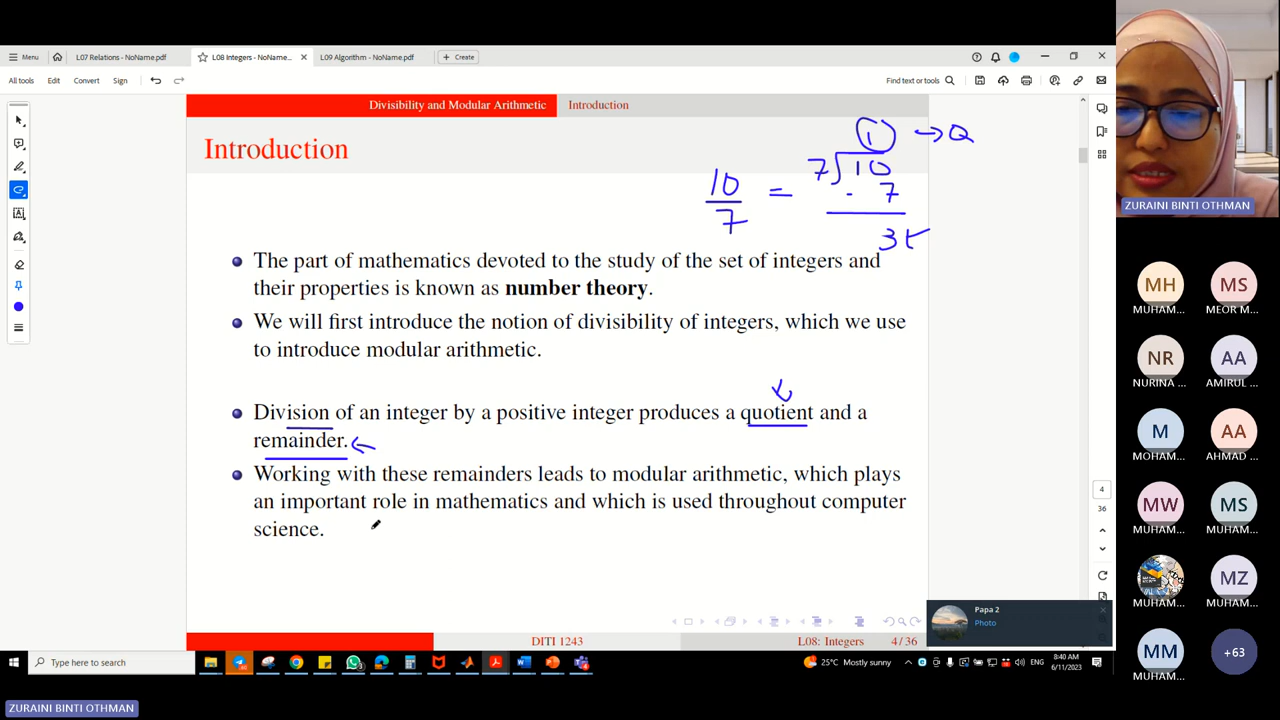 Menu
L07 Relations - NoName.pdf
L08 Integers - NoName...
L09 Algorithm - NoName.pdf
+ Create
All tools
Edit
Convert
Sign
Find text or tools
Divisibility and Modular Arithmetic
Introduction
Introduction
10/7 = 7)10
1 → Q
- 7
3
The part of mathematics devoted to the study of the set of integers and
their properties is known as number theory.
We will first introduce the notion of divisibility of integers, which we use
to introduce modular arithmetic.
Division of an integer by a positive integer produces a quotient and a
remainder.
Working with these remainders leads to modular arithmetic, which plays
an important role in mathematics and which is used throughout computer
science.
DITI 1243
L08: Integers
4 / 36
4
36
Papa 2
Photo
Type here to search
25°C Mostly sunny
ENG
8:40 AM
6/11/2023
ZURAINI BINTI OTHMAN
MH
MUHAM...
MS
MEOR M...
NR
NURINA ...
AA
AMIRUL ...
M
MOHAM...
AA
AHMAD ...
MW
MUHAM...
MS
MUHAM...
MUHAM...
MZ
MUHAM...
MM
MUHAM...
+63
ZURAINI BINTI OTHMAN